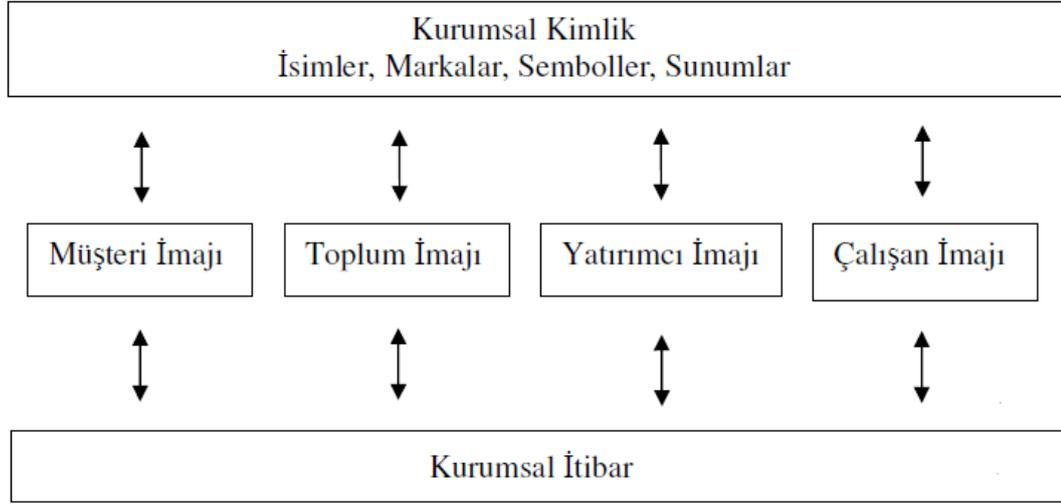 Kurumsal Kimlik
İsimler, Markalar, Semboller, Sunumlar
Müşteri İmajı
Toplum İmajı
Yatırımcı İmajı
Çalışan İmajı
Kurumsal İtibar